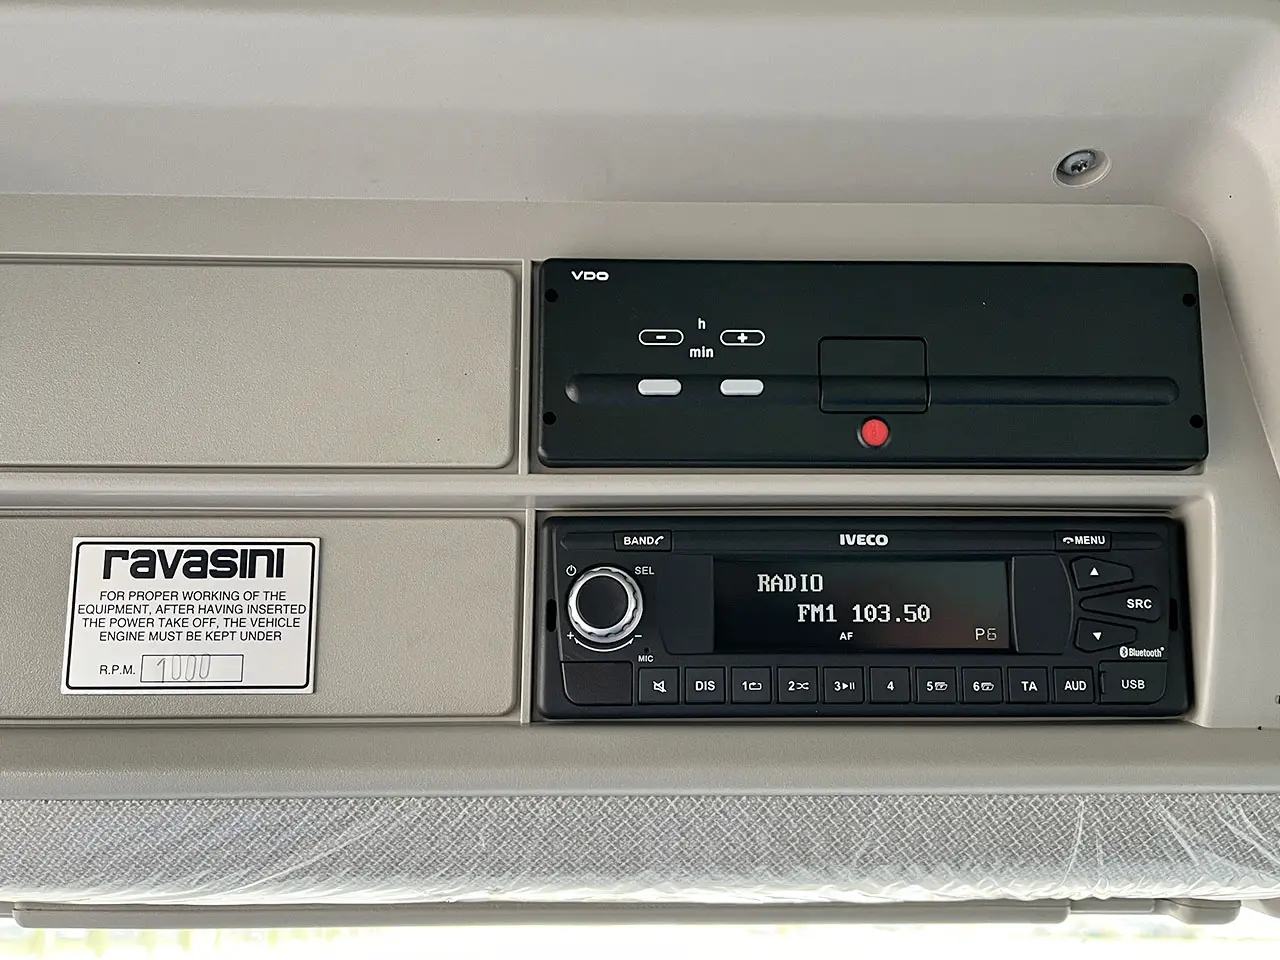 VDO
h
- +
min
ravasini
FOR PROPER WORKING OF THE
EQUIPMENT, AFTER HAVING INSERTED
THE POWER TAKE OFF, THE VEHICLE
ENGINE MUST BE KEPT UNDER
R.P.M. 1000
BAND IVECO MENU
SEL
RADIO
FM1 103.50
AF P6
SRC
+ -
MIC
Bluetooth
DIS 1 2 3 4 5 6 TA AUD USB